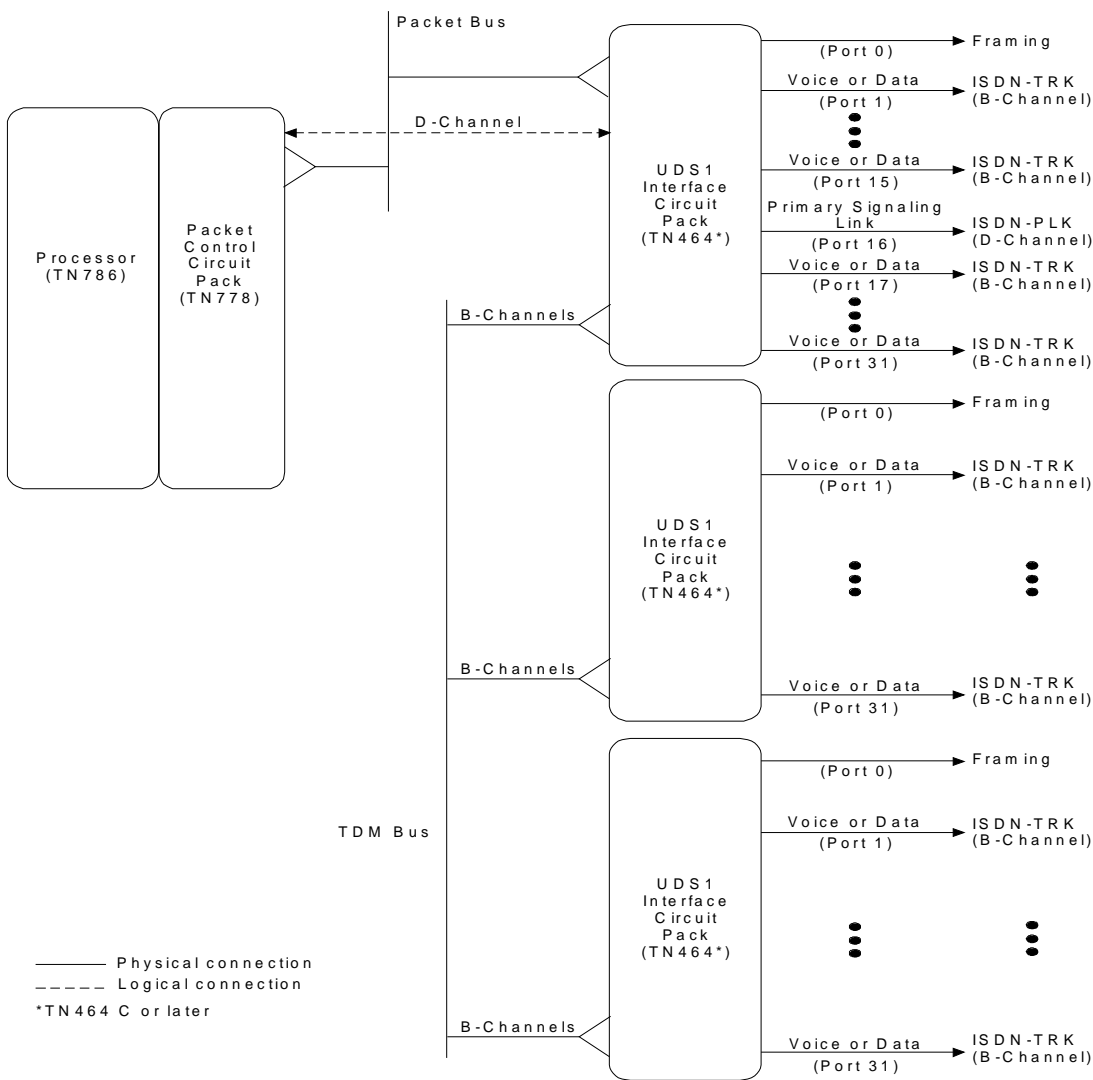 Packet Bus
D-Channel
Processor
(TN786)
Packet
Control
Circuit
Pack
(TN778)
UDS1
Interface
Circuit
Pack
(TN464*)
(Port 0)
Framing
Voice or Data
(Port 1)
ISDN-TRK
(B-Channel)
Voice or Data
(Port 15)
ISDN-TRK
(B-Channel)
Primary Signaling
Link
(Port 16)
ISDN-PLK
(D-Channel)
Voice or Data
(Port 17)
ISDN-TRK
(B-Channel)
Voice or Data
(Port 31)
ISDN-TRK
(B-Channel)
B-Channels
UDS1
Interface
Circuit
Pack
(TN464*)
(Port 0)
Framing
Voice or Data
(Port 1)
ISDN-TRK
(B-Channel)
B-Channels
Voice or Data
(Port 31)
ISDN-TRK
(B-Channel)
TDM Bus
UDS1
Interface
Circuit
Pack
(TN464*)
(Port 0)
Framing
Voice or Data
(Port 1)
ISDN-TRK
(B-Channel)
B-Channels
Voice or Data
(Port 31)
ISDN-TRK
(B-Channel)
Physical connection
Logical connection
*TN464 C or later